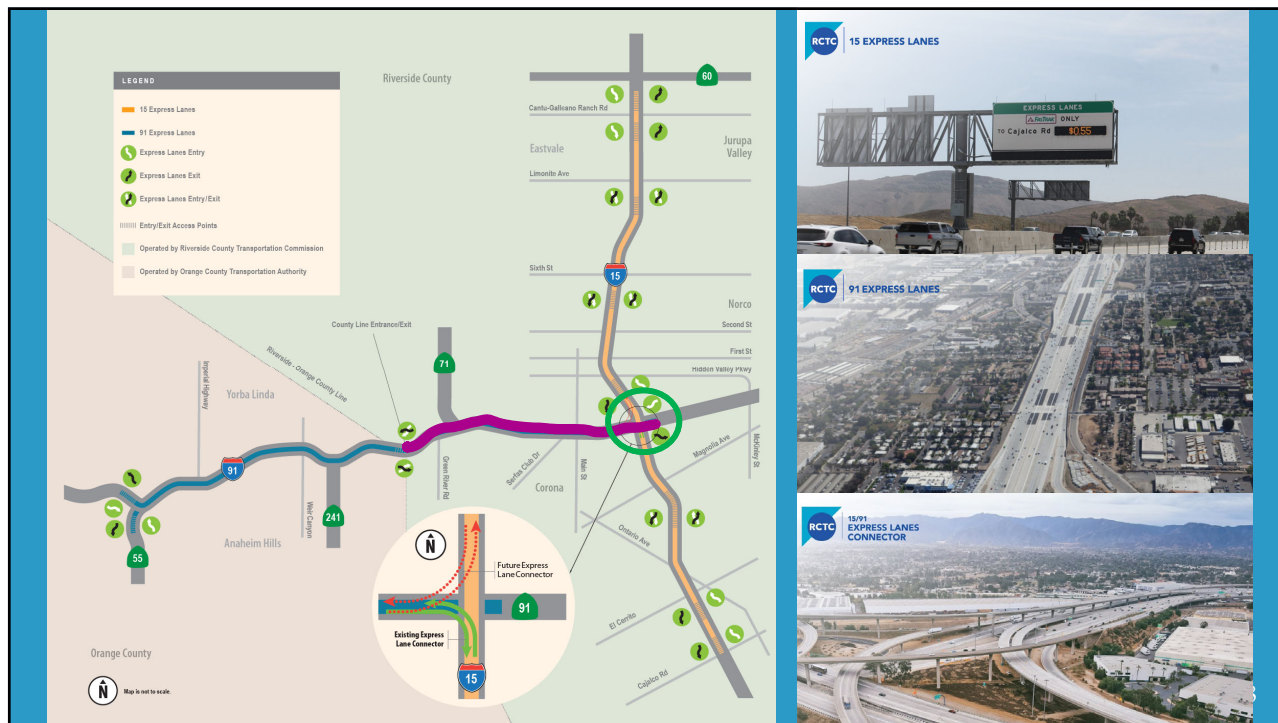 LEGEND
15 Express Lanes
91 Express Lanes
Express Lanes Entry
Express Lanes Exit
Express Lanes Entry/Exit
Entry/Exit Access Points
Operated by Riverside County Transportation Commission
Operated by Orange County Transportation Authority
Riverside County
60
Cantu-Galleano Ranch Rd
Eastvale
Jurupa
Valley
Limonite Ave
Sixth St
15
Norco
County Line Entrance/Exit
Second St
First St
Hidden Valley Pkwy
71
Riverside - Orange County Line
Imperial Highway
Yorba Linda
91
Weir Canyon
241
Anaheim Hills
55
Green River Rd
Serfas Club Dr
Main St
Corona
Magnolia Ave
McKinley St
Ontario Ave
El Cerrito
Cajalco Rd
N
Future Express
Lane Connector
91
Existing Express
Lane Connector
15
Orange County
N
Map is not to scale.
RCTC
15 EXPRESS LANES
EXPRESS LANES
FasTrak ONLY
TO Cajalco Rd $0.55
RCTC
91 EXPRESS LANES
RCTC
15/91
EXPRESS LANES
CONNECTOR